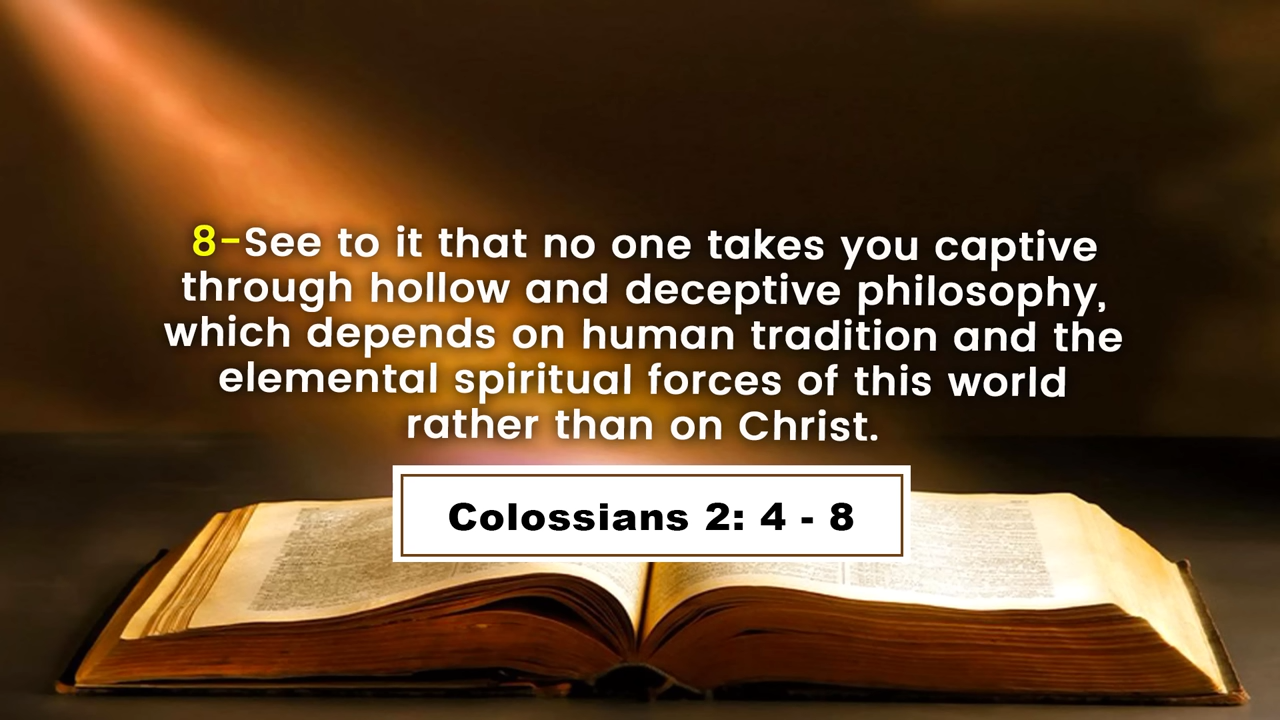 8-See to it that no one takes you captive
through hollow and deceptive philosophy,
which depends on human tradition and the
elemental spiritual forces of this world
rather than on Christ.
Colossians 2: 4 - 8